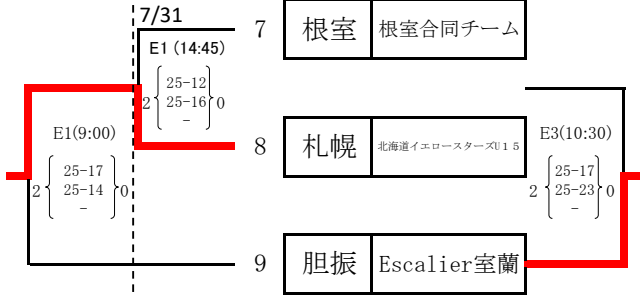 7/31
7 根室 根室合同チーム
E1 (14:45)
25-12
2 25-16 0
-
E1(9:00)
8 札幌 北海道イエロースターズU15
E3(10:30)
25-17
2 25-14 0
-
25-17
2 25-23 0
-
9 胆振 Escalier室蘭